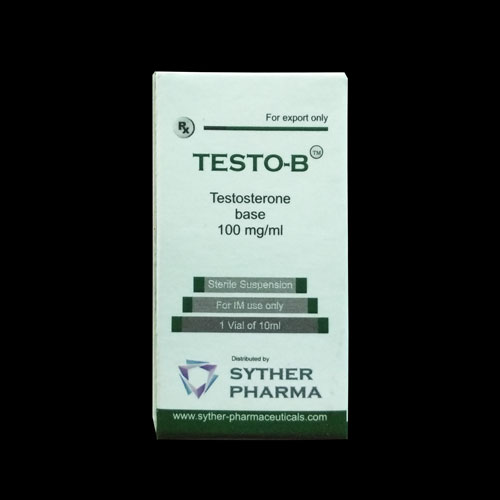 For export only
Rx
TESTO-B™
Testosterone
base
100 mg/ml
Sterile Suspension
For IM use only
1 Vial of 10ml
Distributed by
SYTHER
PHARMA
www.syther-pharmaceuticals.com